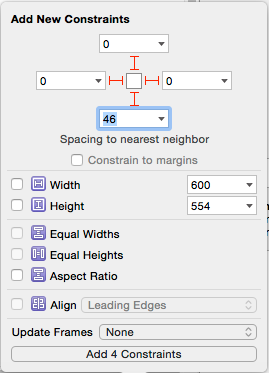 Add New Constraints
0
0 0
46
Spacing to nearest neighbor
Constrain to margins
Width 600
Height 554
Equal Widths
Equal Heights
Aspect Ratio
Align Leading Edges
Update Frames None
Add 4 Constraints